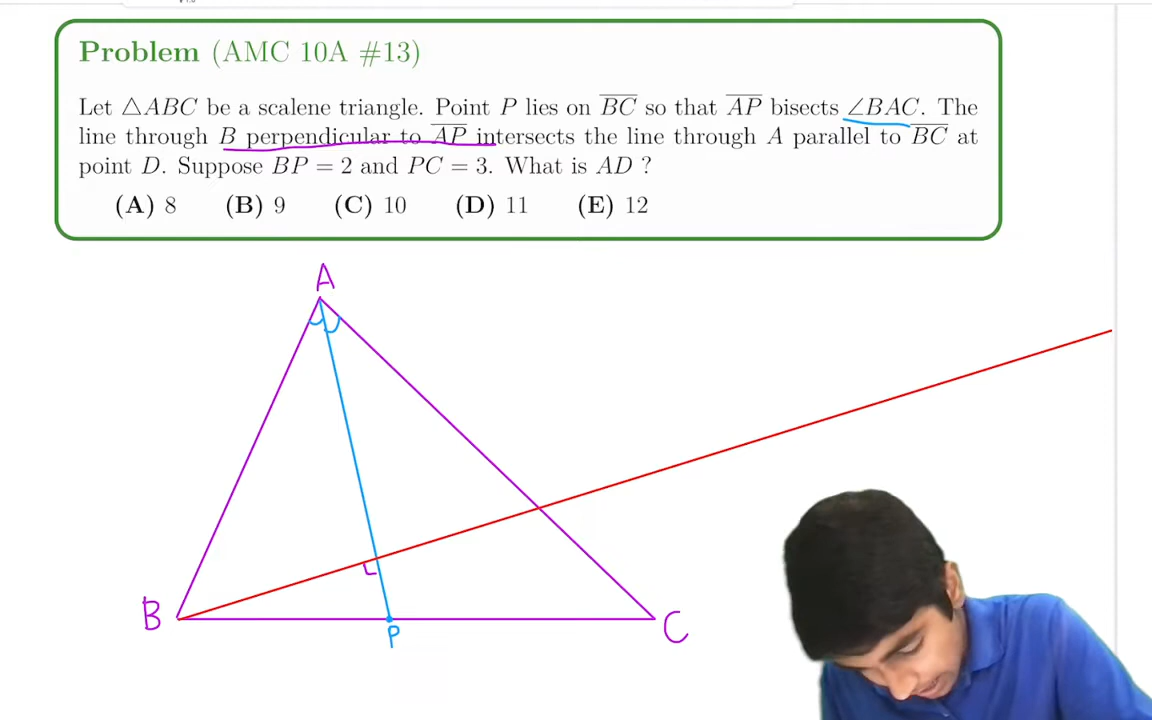 Problem (AMC 10A #13)
Let △ABC be a scalene triangle. Point P lies on BC so that AP bisects ∠BAC. The
line through B perpendicular to AP intersects the line through A parallel to BC at
point D. Suppose BP = 2 and PC = 3. What is AD ?
(A) 8 (B) 9 (C) 10 (D) 11 (E) 12
A
B
P
C